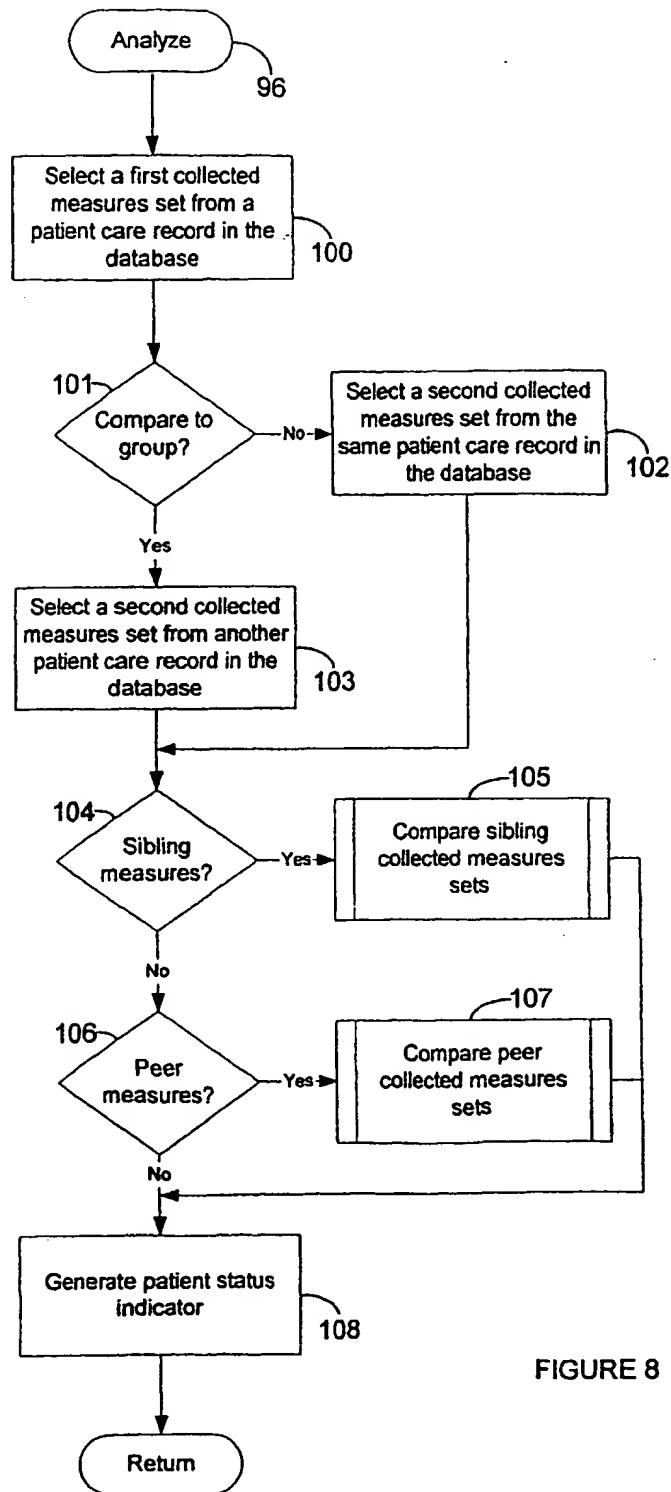 Analyze
96
Select a first collected
measures set from a
patient care record in the
database
100
101
Compare to
group?
No
Select a second collected
measures set from the
same patient care record in
the database
102
Yes
Select a second collected
measures set from another
patient care record in the
database
103
104
Sibling
measures?
Yes
105
Compare sibling
collected measures
sets
No
106
Peer
measures?
Yes
107
Compare peer
collected measures
sets
No
Generate patient status
indicator
108
FIGURE 8
Return